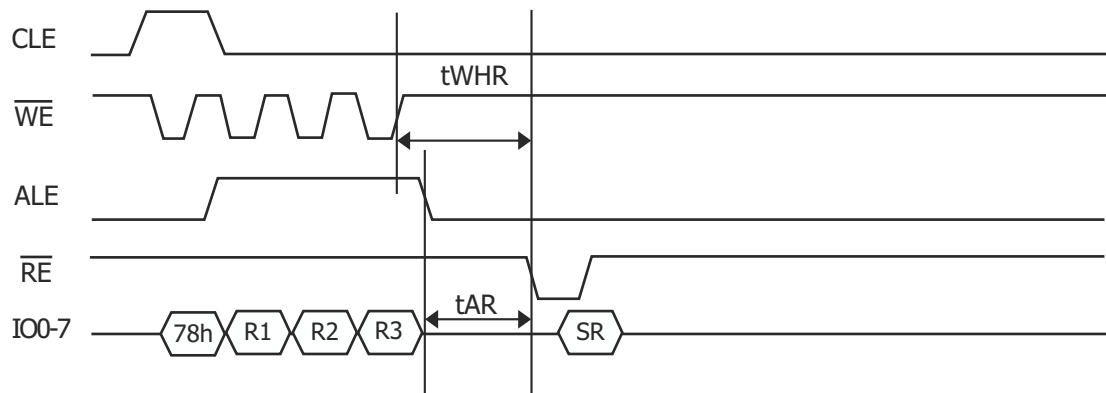 CLE
tWHR
WE
ALE
RE
tAR
IO0-7
78h R1 R2 R3 SR